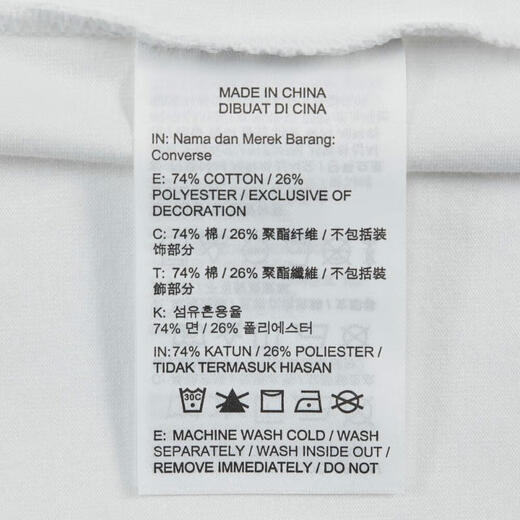 MADE IN CHINA
DIBUAT DI CINA
IN: Nama dan Merek Barang:
Converse
E: 74% COTTON / 26%
POLYESTER / EXCLUSIVE OF
DECORATION
C: 74% 棉 / 26% 聚酯纤维 / 不包括装
饰部分
T: 74% 棉 / 26% 聚酯纖維 / 不包括裝
飾部分
K: 섬유혼용율
74% 면 / 26% 폴리에스터
IN:74% KATUN / 26% POLIESTER /
TIDAK TERMASUK HIASAN
30C
E: MACHINE WASH COLD / WASH
SEPARATELY / WASH INSIDE OUT /
REMOVE IMMEDIATELY / DO NOT